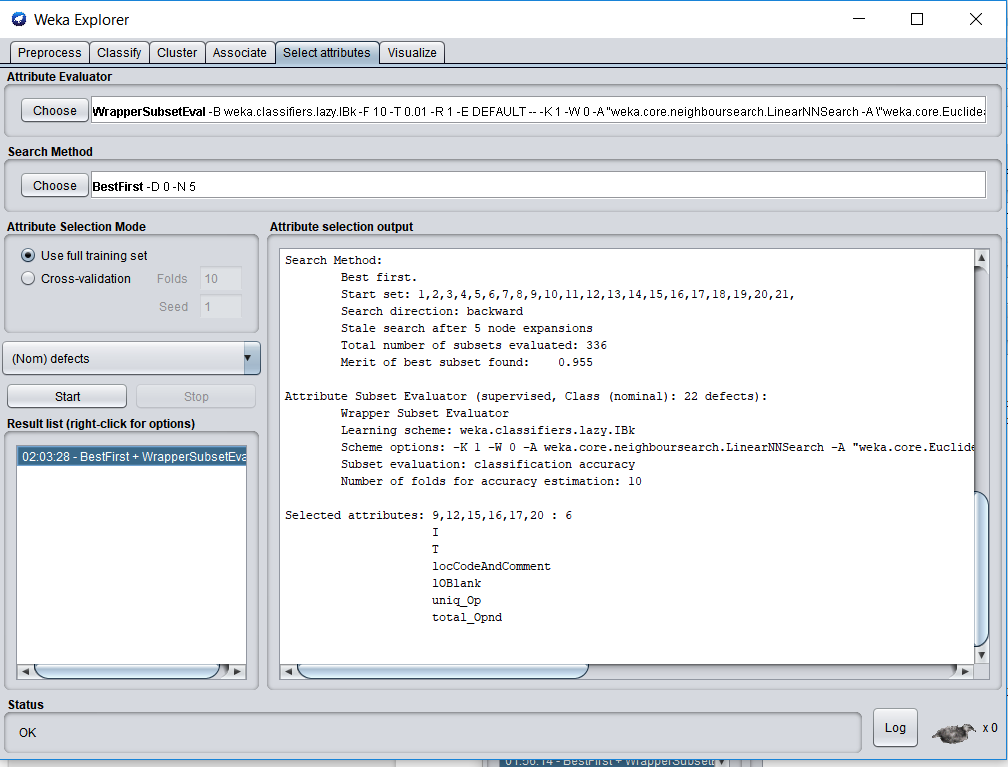 Weka Explorer
Preprocess Classify Cluster Associate Select attributes Visualize
Attribute Evaluator
Choose WrapperSubsetEval -B weka.classifiers.lazy.IBk -F 10 -T 0.01 -R 1 -E DEFAULT -- -K 1 -W 0 -A "weka.core.neighboursearch.LinearNNSearch -A \"weka.core.Euclidea
Search Method
Choose BestFirst -D 0 -N 5
Attribute Selection Mode
Use full training set
Cross-validation Folds 10
Seed 1
(Nom) defects
Start Stop
Result list (right-click for options)
02:03:28 - BestFirst + WrapperSubsetEva
Attribute selection output
Search Method:
Best first.
Start set: 1,2,3,4,5,6,7,8,9,10,11,12,13,14,15,16,17,18,19,20,21,
Search direction: backward
Stale search after 5 node expansions
Total number of subsets evaluated: 336
Merit of best subset found: 0.955
Attribute Subset Evaluator (supervised, Class (nominal): 22 defects):
Wrapper Subset Evaluator
Learning scheme: weka.classifiers.lazy.IBk
Scheme options: -K 1 -W 0 -A weka.core.neighboursearch.LinearNNSearch -A "weka.core.Euclide
Subset evaluation: classification accuracy
Number of folds for accuracy estimation: 10
Selected attributes: 9,12,15,16,17,20 : 6
I
T
locCodeAndComment
lOBlank
uniq_Op
total_Opnd
Status
OK
Log x 0
01:56:14 - BestFirst + WrapperSubsetE